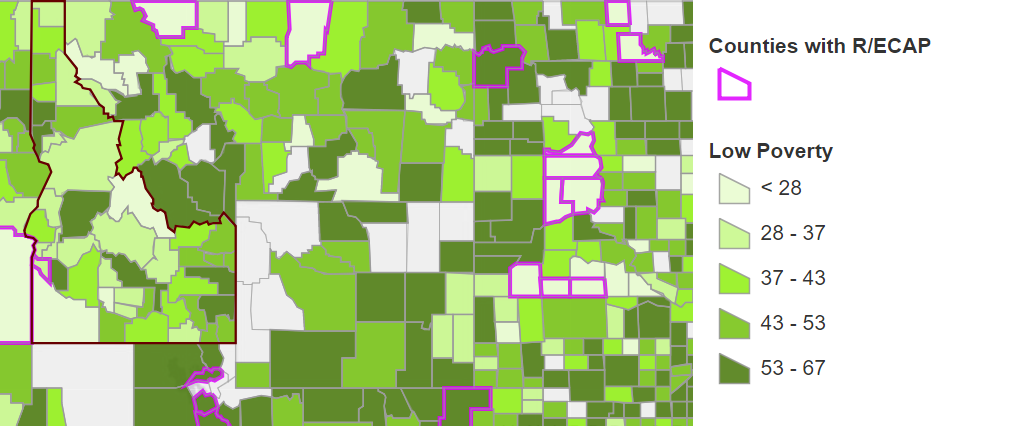 Counties with R/ECAP
Low Poverty
< 28
28 - 37
37 - 43
43 - 53
53 - 67